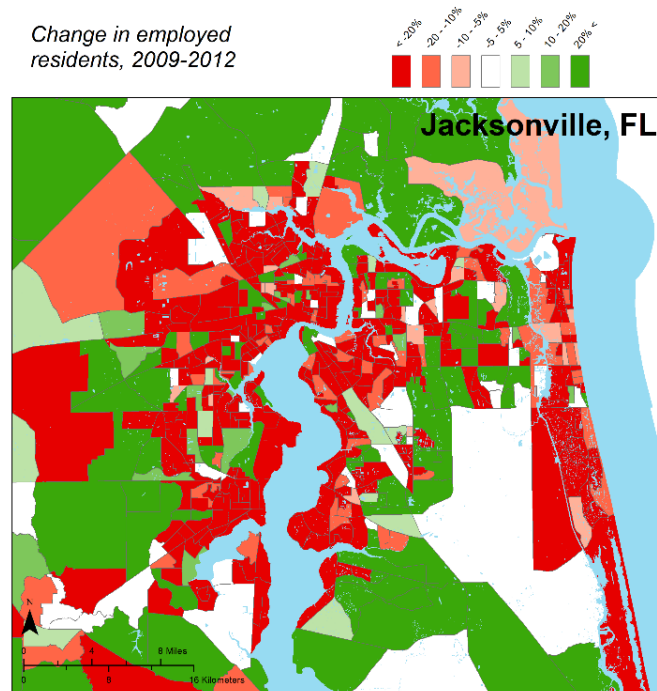 Change in employed
residents, 2009-2012
< -20%
-20 - -10%
-10 - -5%
-5 - 5%
5 - 10%
10 - 20%
20% <
Jacksonville, FL
N
0 4 8 Miles
0 8 16 Kilometers